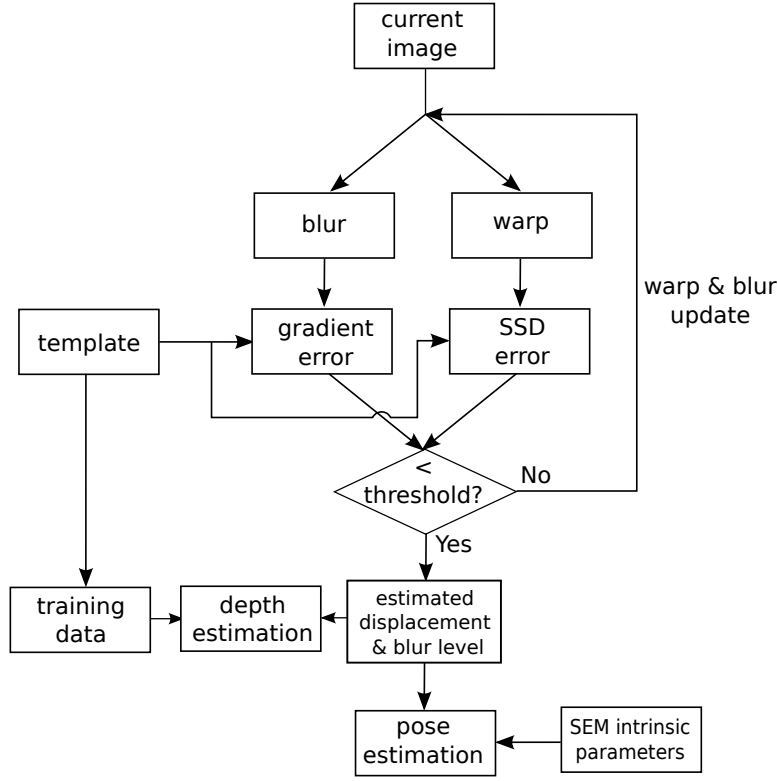 current
image
blur
warp
warp & blur
update
template
gradient
error
SSD
error
<
threshold?
No
Yes
training
data
depth
estimation
estimated
displacement
& blur level
pose
estimation
SEM intrinsic
parameters